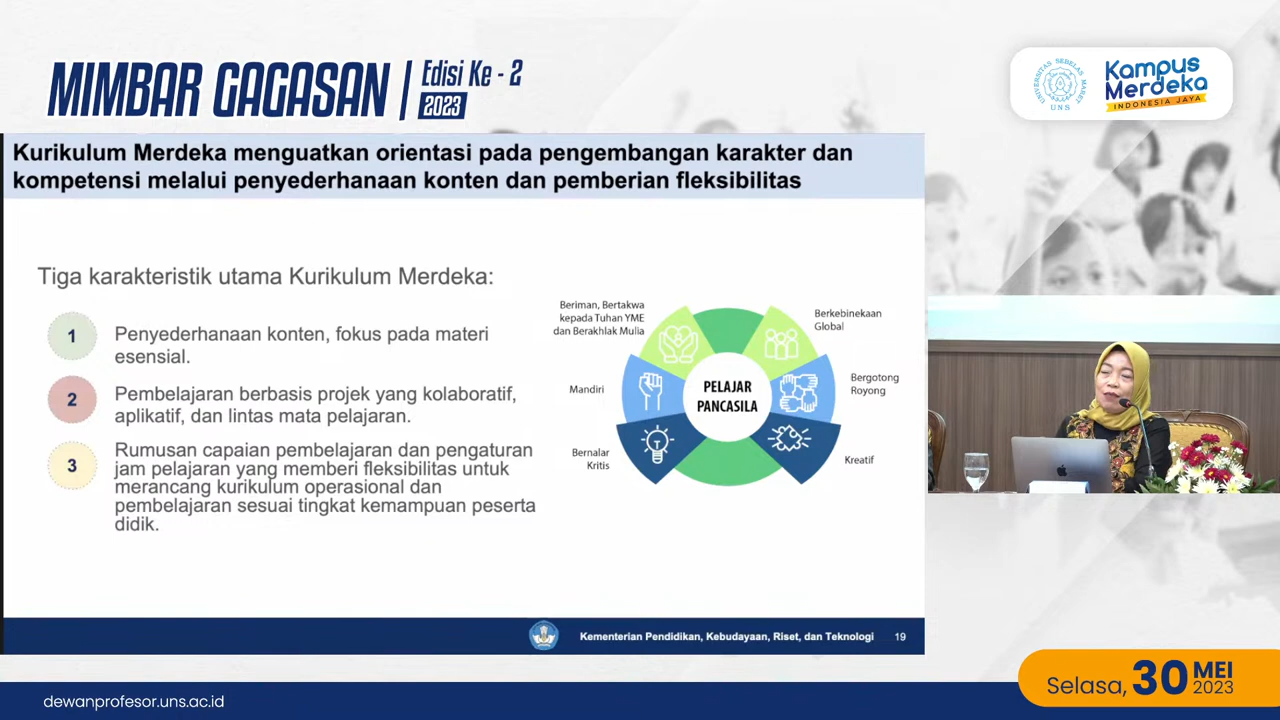 MIMBAR GAGASAN
Edisi Ke - 2
2023
UNIVERSITAS SEBELAS MARET
UNS
Kampus
Merdeka
INDONESIA JAYA
Kurikulum Merdeka menguatkan orientasi pada pengembangan karakter dan
kompetensi melalui penyederhanaan konten dan pemberian fleksibilitas
Tiga karakteristik utama Kurikulum Merdeka:
1
Penyederhanaan konten, fokus pada materi
esensial.
2
Pembelajaran berbasis projek yang kolaboratif,
aplikatif, dan lintas mata pelajaran.
3
Rumusan capaian pembelajaran dan pengaturan
jam pelajaran yang memberi fleksibilitas untuk
merancang kurikulum operasional dan
pembelajaran sesuai tingkat kemampuan peserta
didik.
Beriman, Bertakwa
kepada Tuhan YME
dan Berakhlak Mulia
Berkebinekaan
Global
Mandiri
Bergotong
Royong
PELAJAR
PANCASILA
Bernalar
Kritis
Kreatif
Kementerian Pendidikan, Kebudayaan, Riset, dan Teknologi
19
dewanprofesor.uns.ac.id
Selasa, 30 MEI
2023